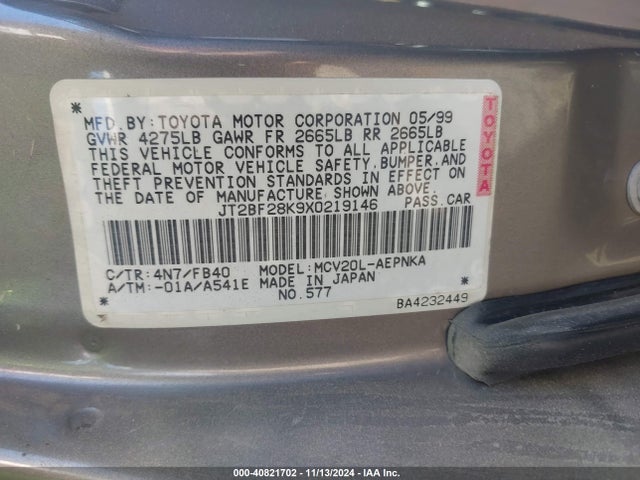 * MFD. BY: TOYOTA MOTOR CORPORATION 05/99
GVWR 4275LB GAWR FR 2665LB RR 2665LB
THIS VEHICLE CONFORMS TO ALL APPLICABLE
FEDERAL MOTOR VEHICLE SAFETY, BUMPER, AND
THEFT PREVENTION STANDARDS IN EFFECT ON
THE DATE OF MANUFACTURE SHOWN ABOVE.
JT2BF28K9X0219146 PASS. CAR
TOYOTA
C/TR: 4N7/FB40 MODEL: MCV20L-AEPNKA
A/TM: -01A/A541E MADE IN JAPAN
* NO. 577 BA4232449 *
000-40821702 - 11/13/2024 - IAA Inc.